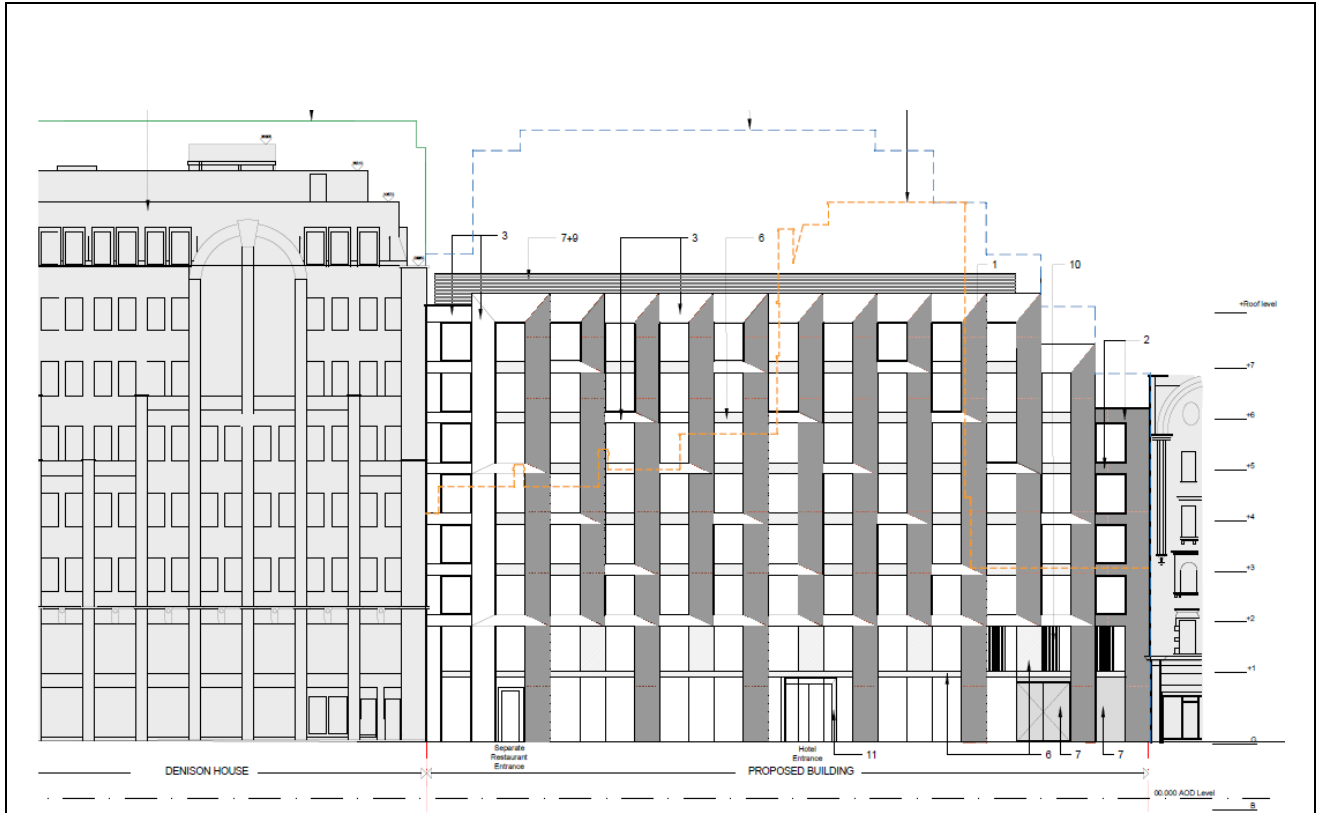 3
7+9
3
6
1
10
2
+Roof level
+7
+6
+5
+4
+3
+2
+1
G
Separate
Restaurant
Entrance
Hotel
Entrance
11
6
7
7
DENISON HOUSE
PROPOSED BUILDING
00.000 AOD Level
B